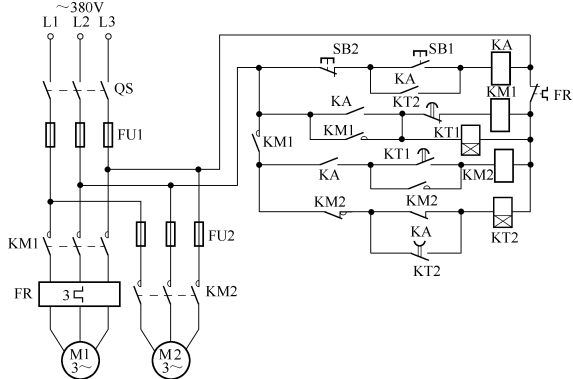 ～380V
L1 L2 L3
QS
FU1
KM1
FR
3
M1
3～
M2
3～
FU2
KM2
SB2
SB1
KA
KA
FR
KA
KT2
KM1
KM1
KM1
KT1
KA
KT1
KM2
KM2
KM2
KA
KT2
KT2